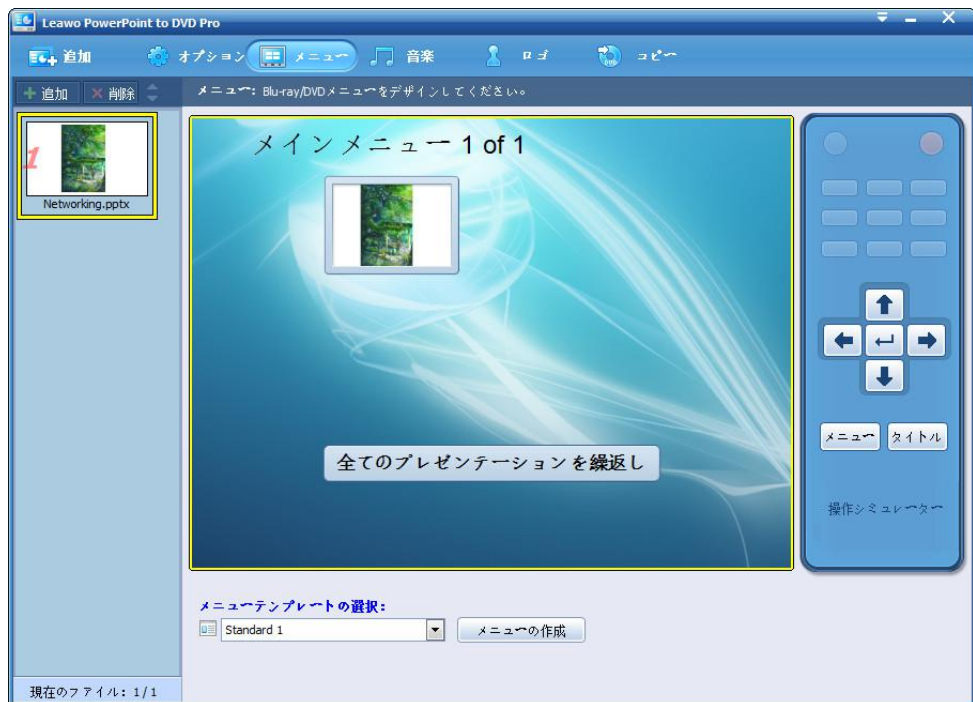 Leawo PowerPoint to DVD Pro
追加 オプション メニュー 音楽 ロゴ コピー
追加 削除
メニュー: Blu-ray/DVDメニューをデザインしてください。
1
Networking.pptx
メインメニュー 1 of 1
全てのプレゼンテーションを繰返し
メニュー タイトル
操作シミュレーター
メニューテンプレートの選択:
Standard 1
メニューの作成
現在のファイル: 1/1